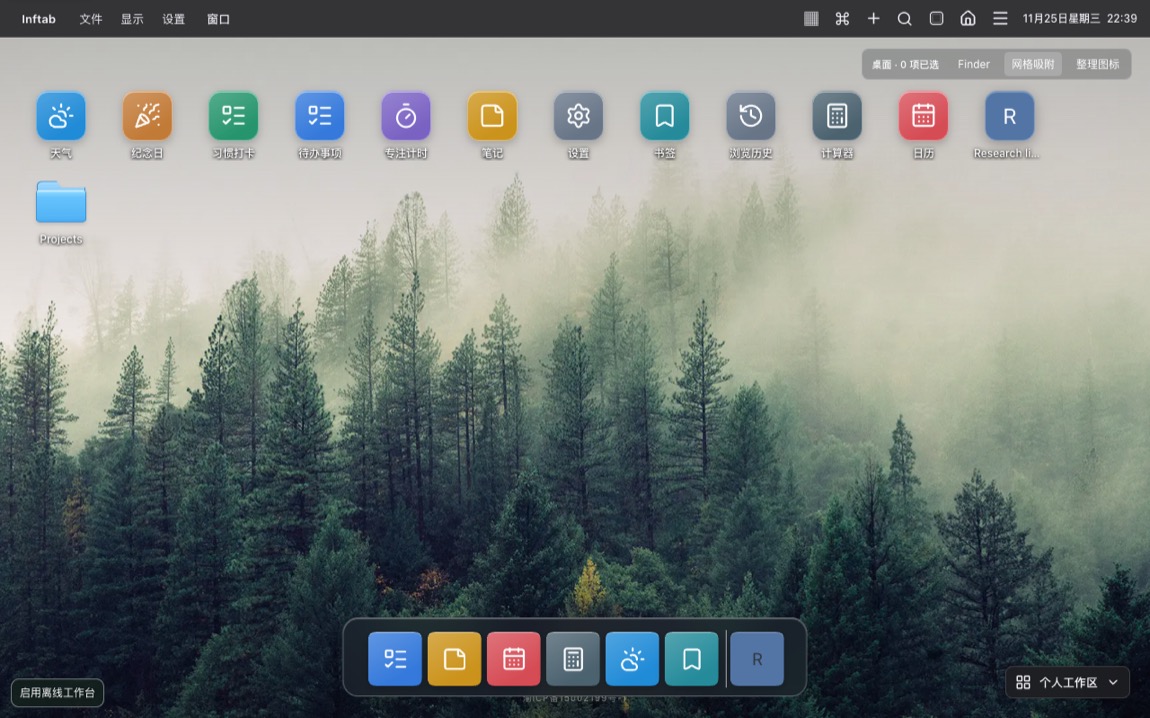 Inftab 文件 显示 设置 窗口 11月25日星期三 22:39
桌面 · 0 项已选 Finder 网格吸附 整理图标
天气 纪念日 习惯打卡 待办事项 专注计时 笔记 设置 书签 浏览历史 计算器 日历 Research li...
R
Projects
R
启用离线工作台
个人工作区